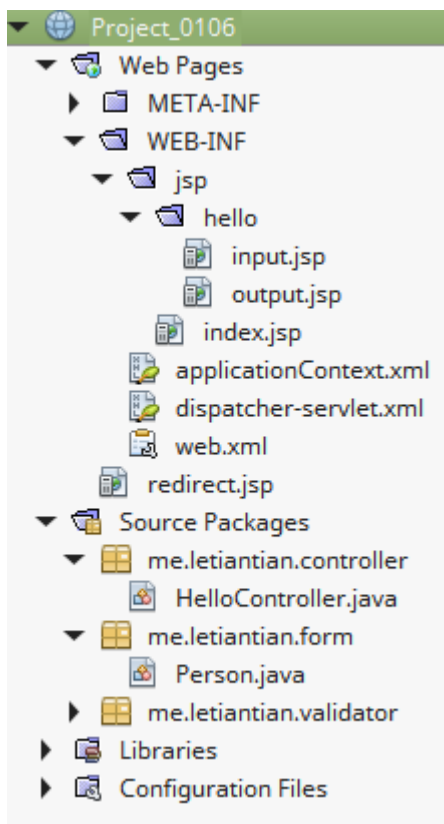 Project_0106
Web Pages
META-INF
WEB-INF
jsp
hello
input.jsp
output.jsp
index.jsp
applicationContext.xml
dispatcher-servlet.xml
web.xml
redirect.jsp
Source Packages
me.letiantian.controller
HelloController.java
me.letiantian.form
Person.java
me.letiantian.validator
Libraries
Configuration Files